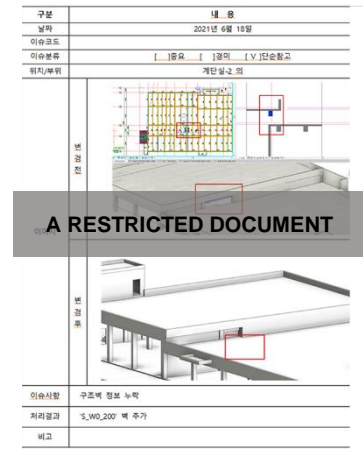 구분 내 용
날짜 2021년 6월 18일
이슈코드
이슈분류 [ ]중요 [ ]경미 [ V ]단순참고
위치/부위 계단실-2 외
변경전
A RESTRICTED DOCUMENT
변경후
이슈사항 구조벽 정보 누락
처리결과 'S_W0_200' 벽 추가
비고